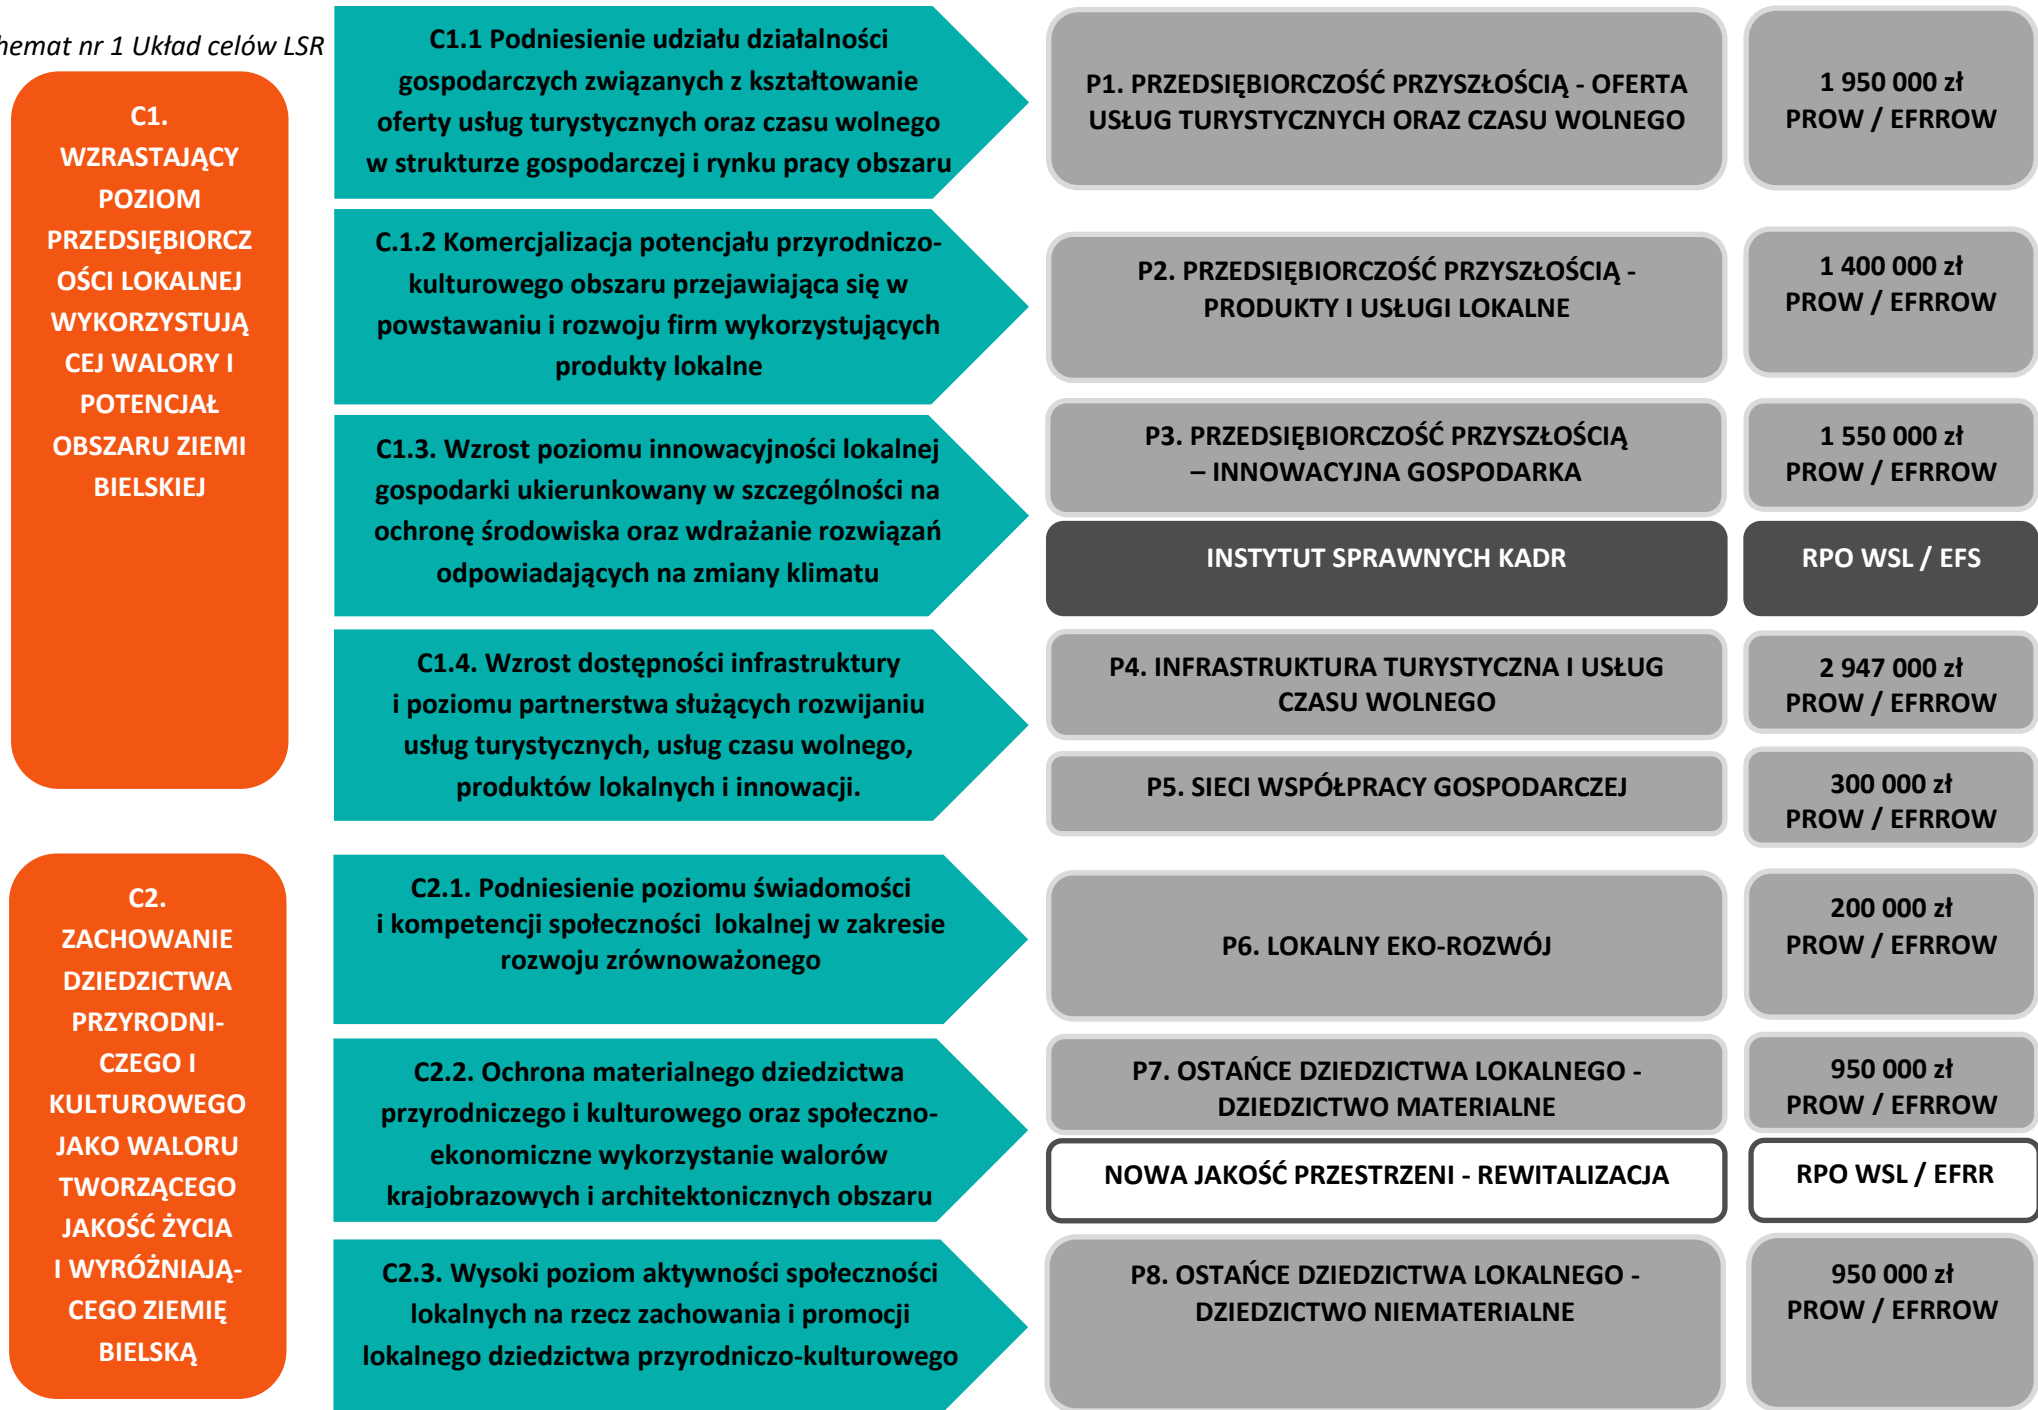 hemat nr 1 Układ celów LSR
C1.
WZRASTAJĄCY
POZIOM
PRZEDSIĘBIORCZ
OŚCI LOKALNEJ
WYKORZYSTUJĄ
CEJ WALORY I
POTENCJAŁ
OBSZARU ZIEMI
BIELSKIEJ
C1.1 Podniesienie udziału działalności
gospodarczych związanych z kształtowanie
oferty usług turystycznych oraz czasu wolnego
w strukturze gospodarczej i rynku pracy obszaru
P1. PRZEDSIĘBIORCZOŚĆ PRZYSZŁOŚCIĄ - OFERTA
USŁUG TURYSTYCZNYCH ORAZ CZASU WOLNEGO
1 950 000 zł
PROW / EFRROW
C.1.2 Komercjalizacja potencjału przyrodniczo-
kulturowego obszaru przejawiająca się w
powstawaniu i rozwoju firm wykorzystujących
produkty lokalne
P2. PRZEDSIĘBIORCZOŚĆ PRZYSZŁOŚCIĄ -
PRODUKTY I USŁUGI LOKALNE
1 400 000 zł
PROW / EFRROW
C1.3. Wzrost poziomu innowacyjności lokalnej
gospodarki ukierunkowany w szczególności na
ochronę środowiska oraz wdrażanie rozwiązań
odpowiadających na zmiany klimatu
P3. PRZEDSIĘBIORCZOŚĆ PRZYSZŁOŚCIĄ
– INNOWACYJNA GOSPODARKA
1 550 000 zł
PROW / EFRROW
INSTYTUT SPRAWNYCH KADR
RPO WSL / EFS
C1.4. Wzrost dostępności infrastruktury
i poziomu partnerstwa służących rozwijaniu
usług turystycznych, usług czasu wolnego,
produktów lokalnych i innowacji.
P4. INFRASTRUKTURA TURYSTYCZNA I USŁUG
CZASU WOLNEGO
2 947 000 zł
PROW / EFRROW
P5. SIECI WSPÓŁPRACY GOSPODARCZEJ
300 000 zł
PROW / EFRROW
C2.
ZACHOWANIE
DZIEDZICTWA
PRZYRODNI-
CZEGO I
KULTUROWEGO
JAKO WALORU
TWORZĄCEGO
JAKOŚĆ ŻYCIA
I WYRÓŻNIAJĄ-
CEGO ZIEMIĘ
BIELSKĄ
C2.1. Podniesienie poziomu świadomości
i kompetencji społeczności lokalnej w zakresie
rozwoju zrównoważonego
P6. LOKALNY EKO-ROZWÓJ
200 000 zł
PROW / EFRROW
C2.2. Ochrona materialnego dziedzictwa
przyrodniczego i kulturowego oraz społeczno-
ekonomiczne wykorzystanie walorów
krajobrazowych i architektonicznych obszaru
P7. OSTAŃCE DZIEDZICTWA LOKALNEGO -
DZIEDZICTWO MATERIALNE
950 000 zł
PROW / EFRROW
NOWA JAKOŚĆ PRZESTRZENI - REWITALIZACJA
RPO WSL / EFRR
C2.3. Wysoki poziom aktywności społeczności
lokalnych na rzecz zachowania i promocji
lokalnego dziedzictwa przyrodniczo-kulturowego
P8. OSTAŃCE DZIEDZICTWA LOKALNEGO -
DZIEDZICTWO NIEMATERIALNE
950 000 zł
PROW / EFRROW